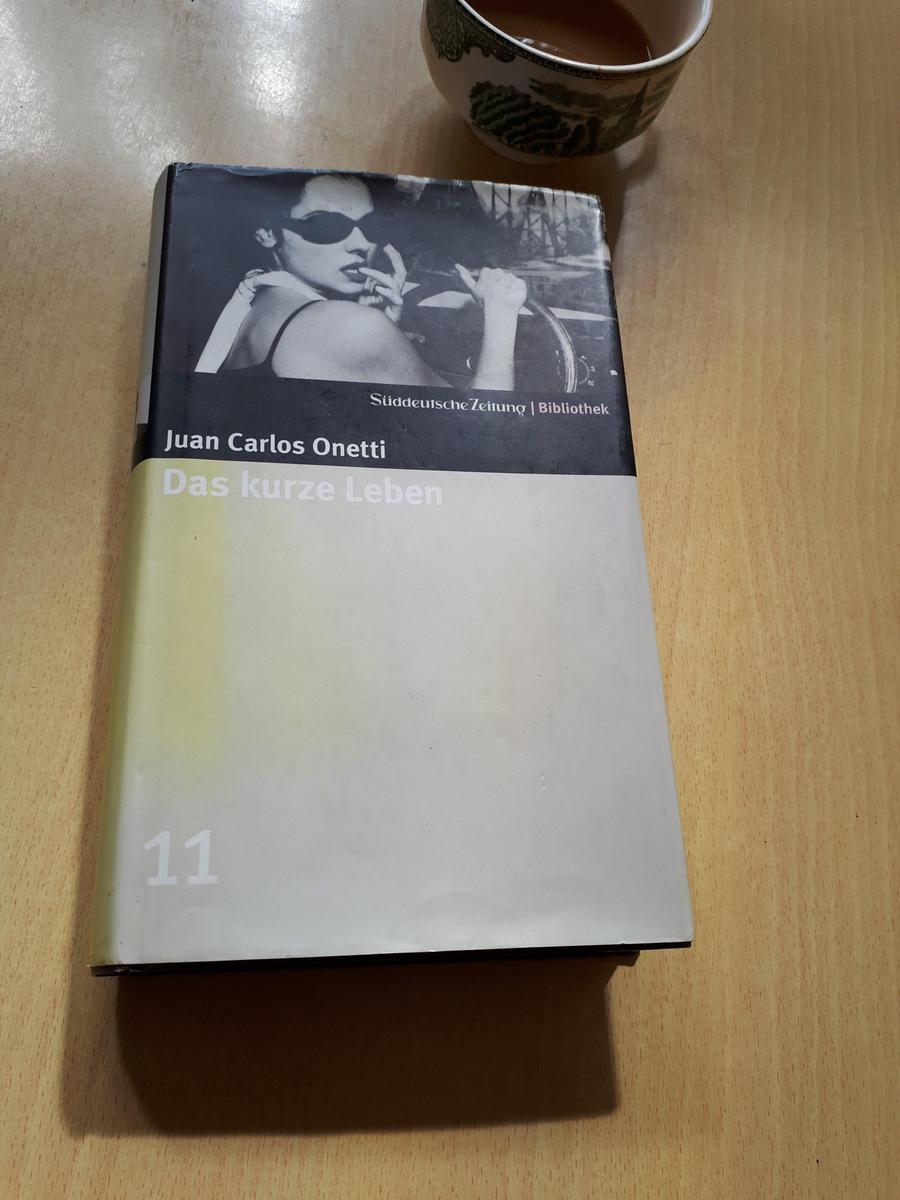 Süddeutsche Zeitung | Bibliothek
Juan Carlos Onetti
Das kurze Leben
11